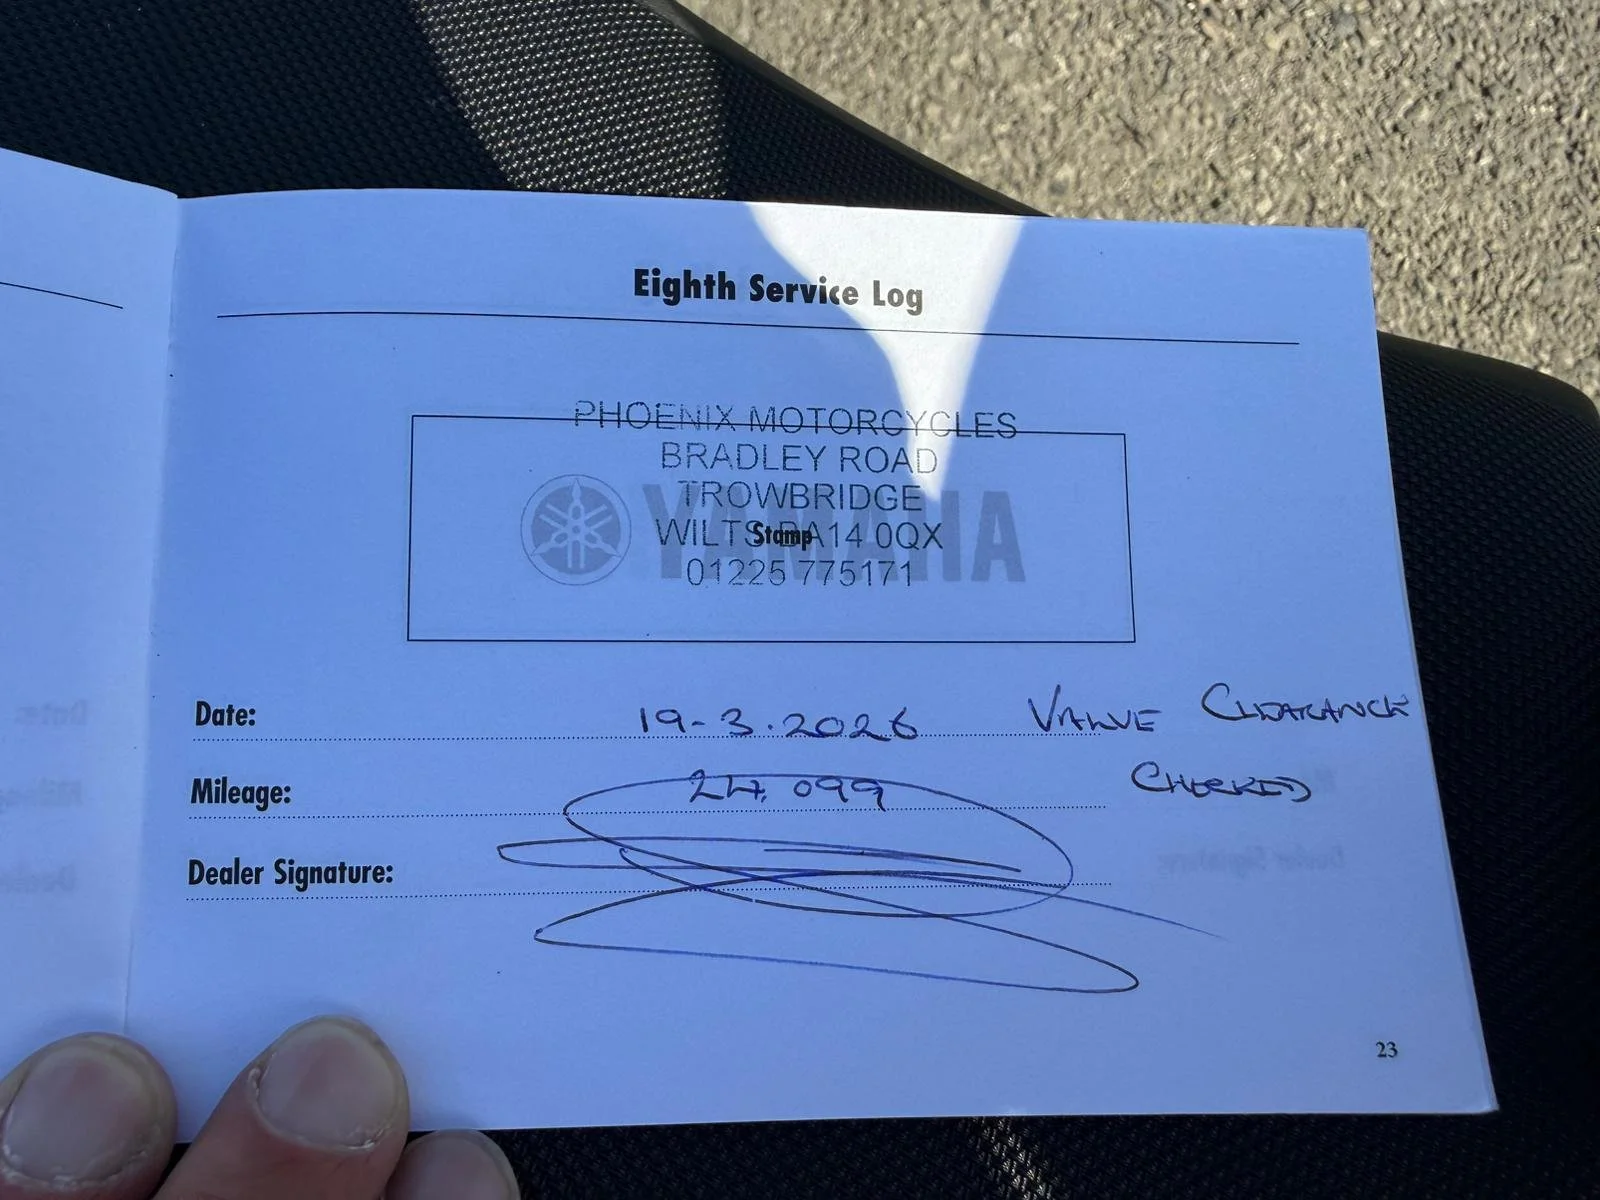 Eighth Service Log
PHOENIX MOTORCYCLES
BRADLEY ROAD
TROWBRIDGE
WILTS BA14 0QX
01225 775171
YAMAHA
Stamp
Date: 19-3-2026 VALVE CLEARANCE
Mileage: 24,099 CHECKED
Dealer Signature:
23